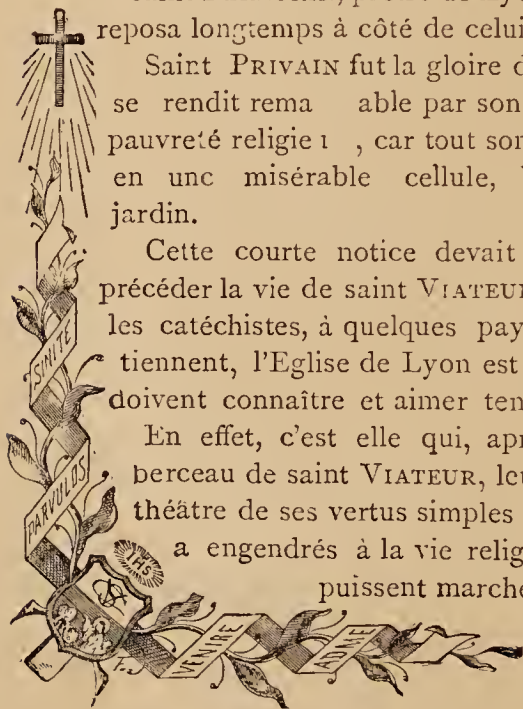 reposa longtemps à côté de celui
Saint PRIVAIN fut la gloire d
se rendit rema able par son
pauvreté religie , car tout son
en une misérable cellule,
jardin.
Cette courte notice devait
précéder la vie de saint VIATEUR
les catéchistes, à quelques pay
tiennent, l'Eglise de Lyon est
doivent connaître et aimer ten
En effet, c'est elle qui, apr
berceau de saint VIATEUR, leu
théâtre de ses vertus simples
a engendrés à la vie relig
puissent marche
SINITE
PARVULOS
IHS
VENIRE
AD ME